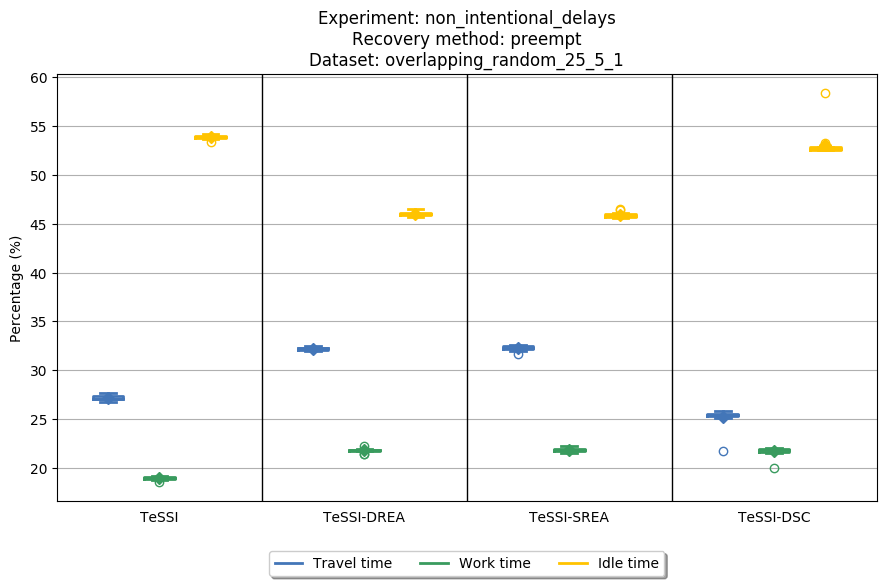 Experiment: non_intentional_delays
Recovery method: preempt
Dataset: overlapping_random_25_5_1
Percentage (%)
60
55
50
45
40
35
30
25
20
TeSSI TeSSI-DREA TeSSI-SREA TeSSI-DSC
Travel time Work time Idle time